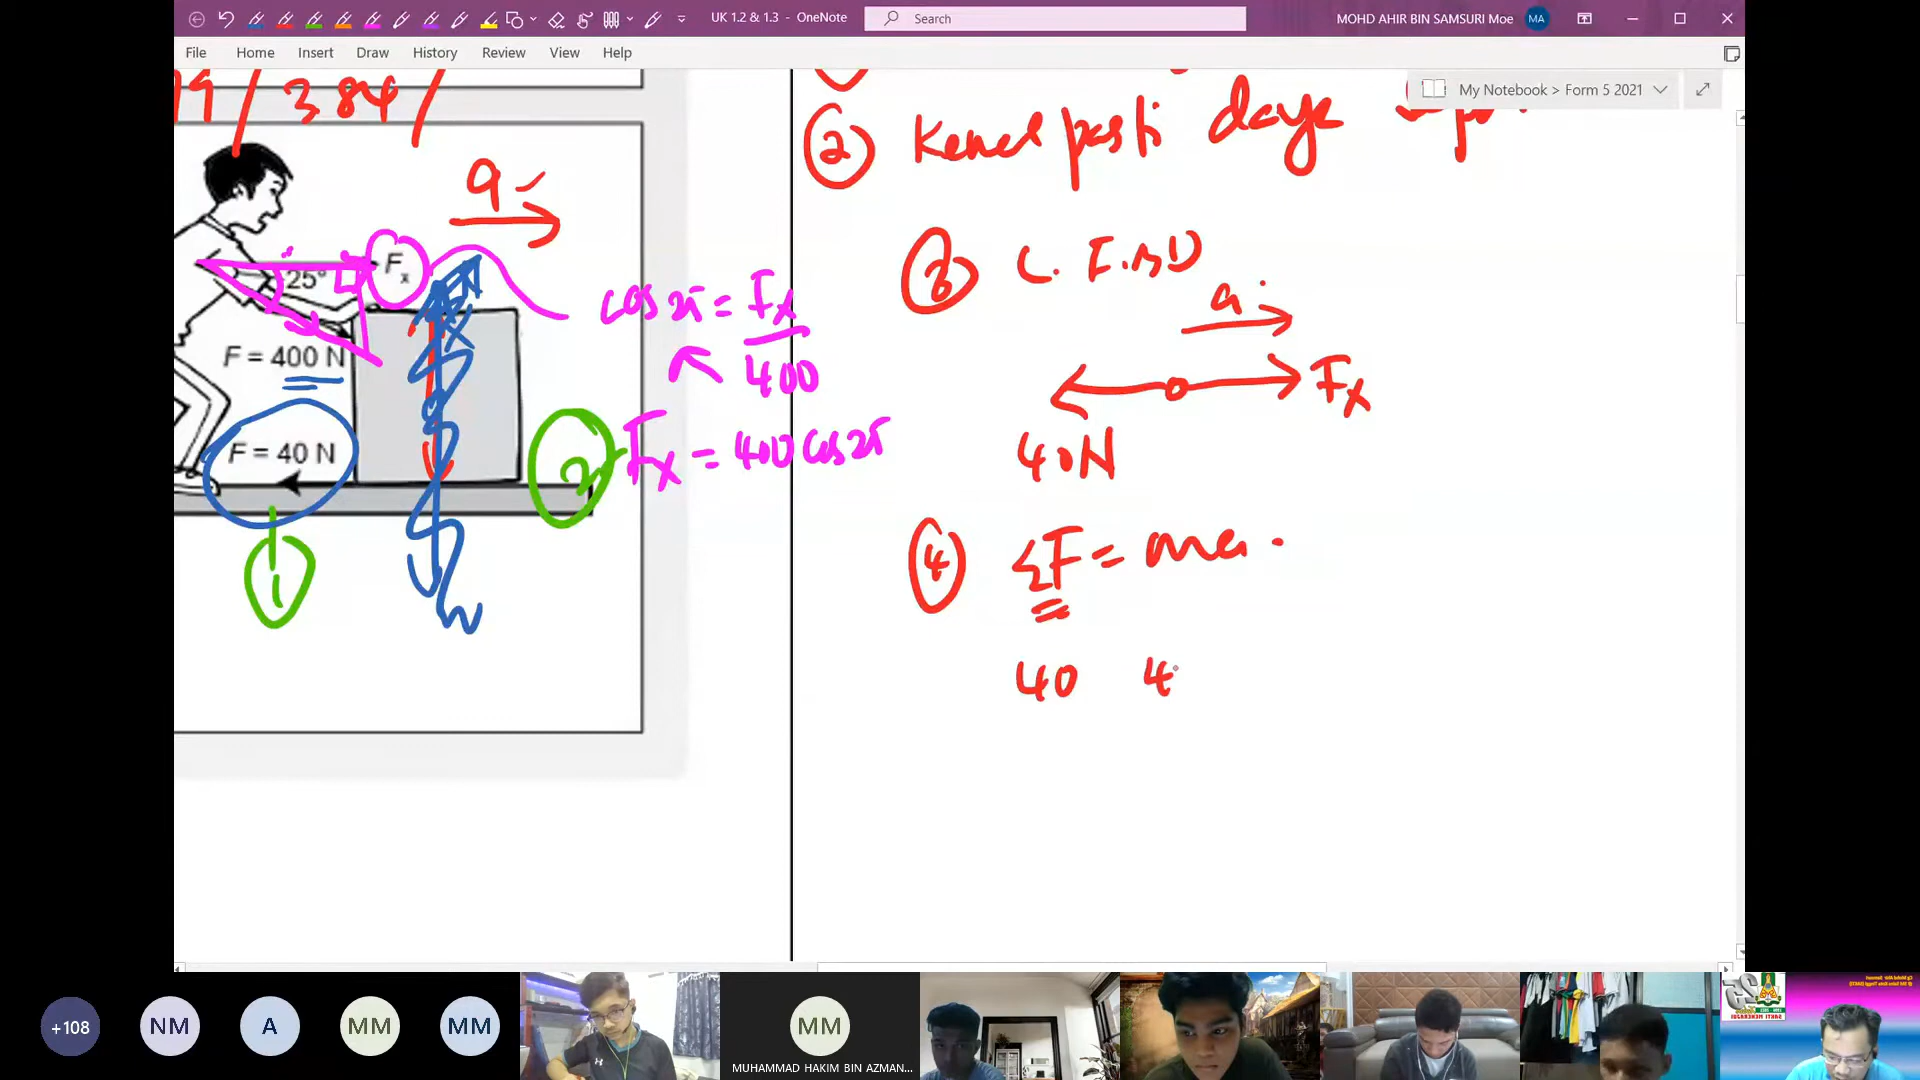 UK 1.2 & 1.3 - OneNote
Search
MOHD AHIR BIN SAMSURI Moe
MA
File Home Insert Draw History Review View Help
My Notebook > Form 5 2021
19/ 384/
a
Fx
25°
F = 400 N
F = 40 N
1
2
cos 25 = Fx
400
Fx = 400 cos 25
2 Kenal pasti daya
3 L. F.B.D
a
Fx
40N
4 ΣF = ma.
40 4
+108
NM
A
MM
MM
MM
MUHAMMAD HAKIM BIN AZMAN...